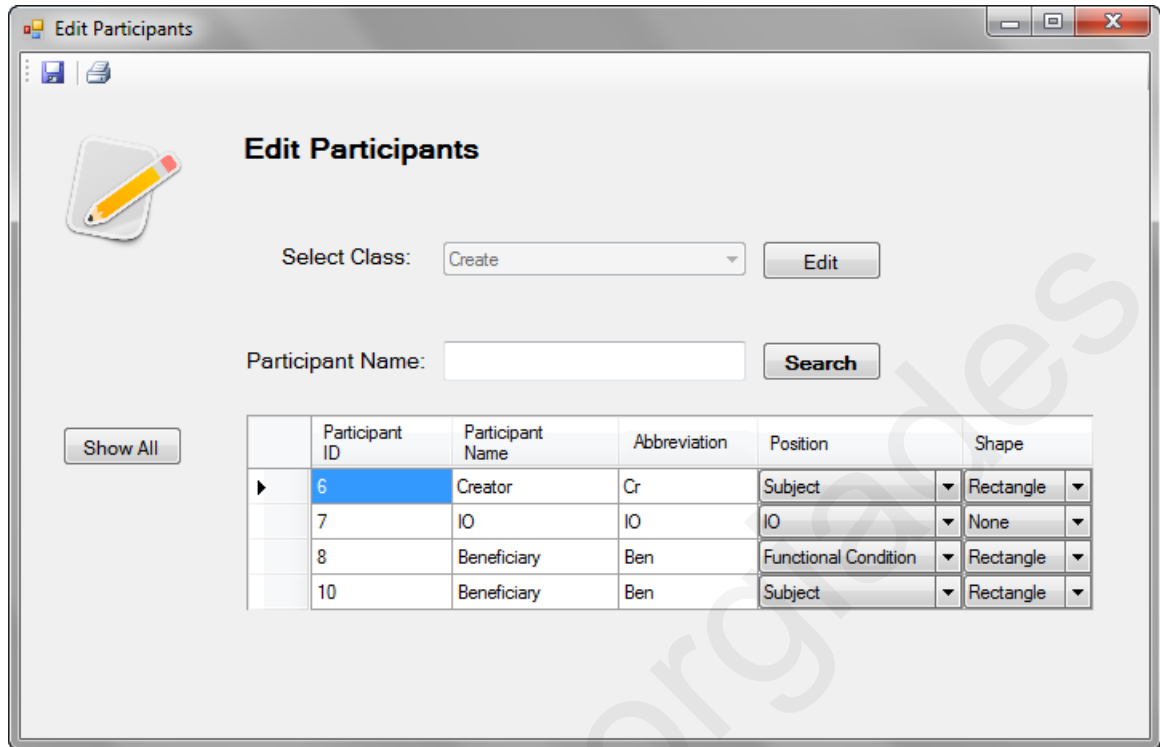 Edit Participants
Edit Participants
Select Class: Create Edit
Participant Name: Search
Show All
Participant ID Participant Name Abbreviation Position Shape
6 Creator Cr Subject Rectangle
7 IO IO IO None
8 Beneficiary Ben Functional Condition Rectangle
10 Beneficiary Ben Subject Rectangle
orgiades